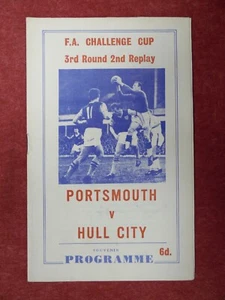 F.A. CHALLENGE CUP
3rd Round 2nd Replay
PORTSMOUTH
v
HULL CITY
SOUVENIR
PROGRAMME 6d.